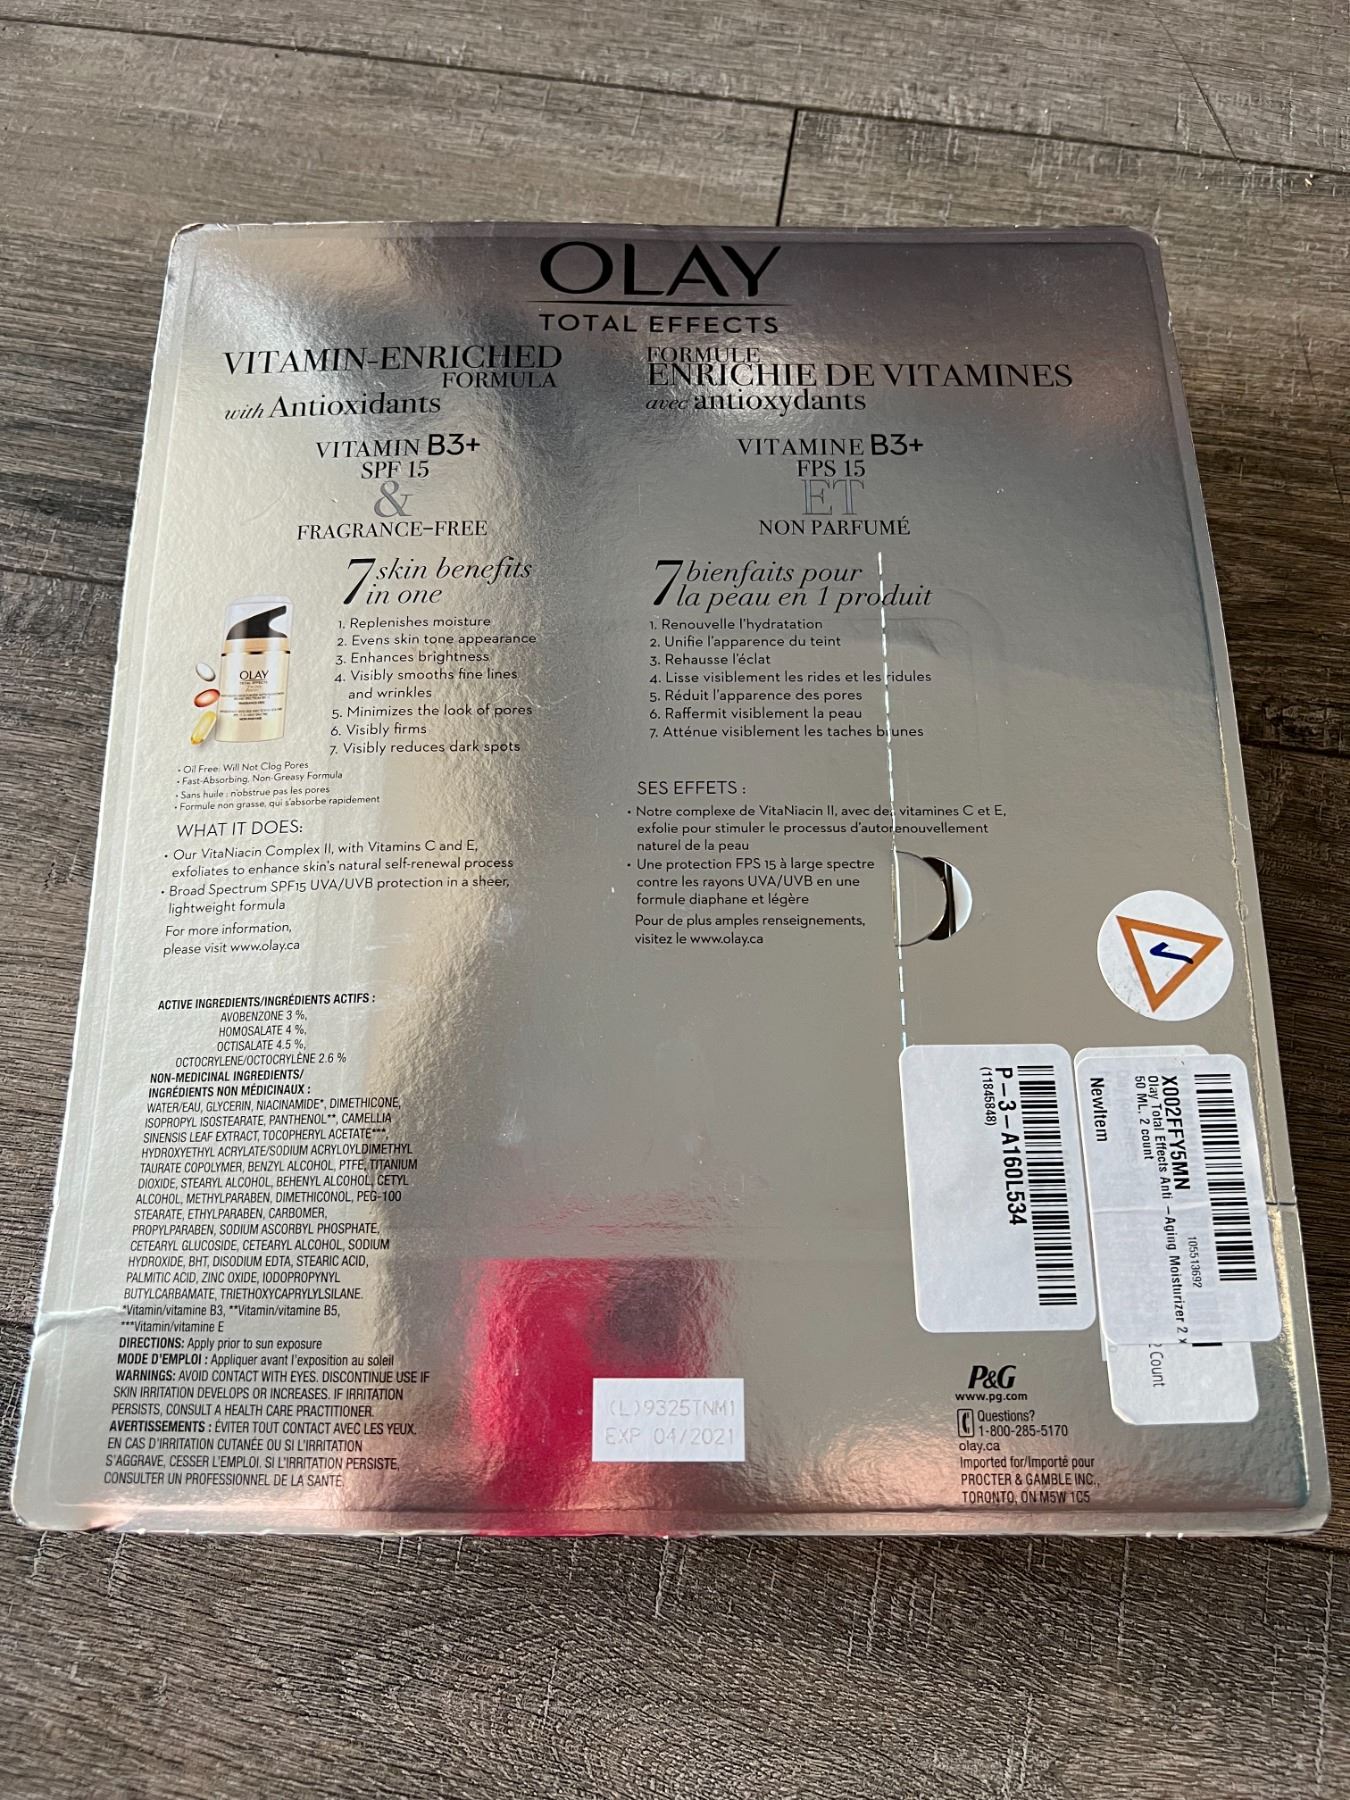 OLAY
TOTAL EFFECTS
VITAMIN-ENRICHED
FORMULA
with Antioxidants
VITAMIN B3+
SPF 15
&
FRAGRANCE-FREE
7 skin benefits
in one
1. Replenishes moisture
2. Evens skin tone appearance
3. Enhances brightness
4. Visibly smooths fine lines
and wrinkles
5. Minimizes the look of pores
6. Visibly firms
7. Visibly reduces dark spots
OLAY
TOTAL EFFECTS
• Oil Free: Will Not Clog Pores
• Fast-Absorbing, Non-Greasy Formula
• Sans huile : n'obstrue pas les pores
• Formule non grasse, qui s'absorbe rapidement
WHAT IT DOES:
• Our VitaNiacin Complex II, with Vitamins C and E,
exfoliates to enhance skin's natural self-renewal process
• Broad Spectrum SPF15 UVA/UVB protection in a sheer,
lightweight formula
For more information,
please visit www.olay.ca
FORMULE
ENRICHIE DE VITAMINES
avec antioxydants
VITAMINE B3+
FPS 15
ET
NON PARFUMÉ
7 bienfaits pour
la peau en 1 produit
1. Renouvelle l'hydratation
2. Unifie l'apparence du teint
3. Rehausse l'éclat
4. Lisse visiblement les rides et les ridules
5. Réduit l'apparence des pores
6. Raffermit visiblement la peau
7. Atténue visiblement les taches brunes
SES EFFETS :
• Notre complexe de VitaNiacin II, avec des vitamines C et E,
exfolie pour stimuler le processus d'autorenouvellement
naturel de la peau
• Une protection FPS 15 à large spectre
contre les rayons UVA/UVB en une
formule diaphane et légère
Pour de plus amples renseignements,
visitez le www.olay.ca
ACTIVE INGREDIENTS/INGRÉDIENTS ACTIFS :
AVOBENZONE 3 %,
HOMOSALATE 4 %,
OCTISALATE 4.5 %,
OCTOCRYLENE/OCTOCRYLÈNE 2.6 %
NON-MEDICINAL INGREDIENTS/
INGRÉDIENTS NON MÉDICINAUX :
WATER/EAU, GLYCERIN, NIACINAMIDE*, DIMETHICONE,
ISOPROPYL ISOSTEARATE, PANTHENOL**, CAMELLIA
SINENSIS LEAF EXTRACT, TOCOPHERYL ACETATE***,
HYDROXYETHYL ACRYLATE/SODIUM ACRYLOYLDIMETHYL
TAURATE COPOLYMER, BENZYL ALCOHOL, PTFE, TITANIUM
DIOXIDE, STEARYL ALCOHOL, BEHENYL ALCOHOL, CETYL
ALCOHOL, METHYLPARABEN, DIMETHICONOL, PEG-100
STEARATE, ETHYLPARABEN, CARBOMER,
PROPYLPARABEN, SODIUM ASCORBYL PHOSPHATE,
CETEARYL GLUCOSIDE, CETEARYL ALCOHOL, SODIUM
HYDROXIDE, BHT, DISODIUM EDTA, STEARIC ACID,
PALMITIC ACID, ZINC OXIDE, IODOPROPYNYL
BUTYLCARBAMATE, TRIETHOXYCAPRYLYLSILANE.
*Vitamin/vitamine B3, **Vitamin/vitamine B5,
***Vitamin/vitamine E
DIRECTIONS: Apply prior to sun exposure
MODE D'EMPLOI : Appliquer avant l'exposition au soleil
WARNINGS: AVOID CONTACT WITH EYES. DISCONTINUE USE IF
SKIN IRRITATION DEVELOPS OR INCREASES. IF IRRITATION
PERSISTS, CONSULT A HEALTH CARE PRACTITIONER.
AVERTISSEMENTS : ÉVITER TOUT CONTACT AVEC LES YEUX.
EN CAS D'IRRITATION CUTANÉE OU SI L'IRRITATION
S'AGGRAVE, CESSER L'EMPLOI. SI L'IRRITATION PERSISTE,
CONSULTER UN PROFESSIONNEL DE LA SANTÉ.
(L)9325TNM1
EXP 04/2021
P-3-A160L534
(11845848)
105513692
X002FFY5MN
Olay Total Effects Anti -Aging Moisturizer 2 x
50 ML, 2 count
NewItem
2 Count
P&G
www.pg.com
Questions?
1-800-285-5170
olay.ca
Imported for/Importé pour
PROCTER & GAMBLE INC.,
TORONTO, ON M5W 1C5